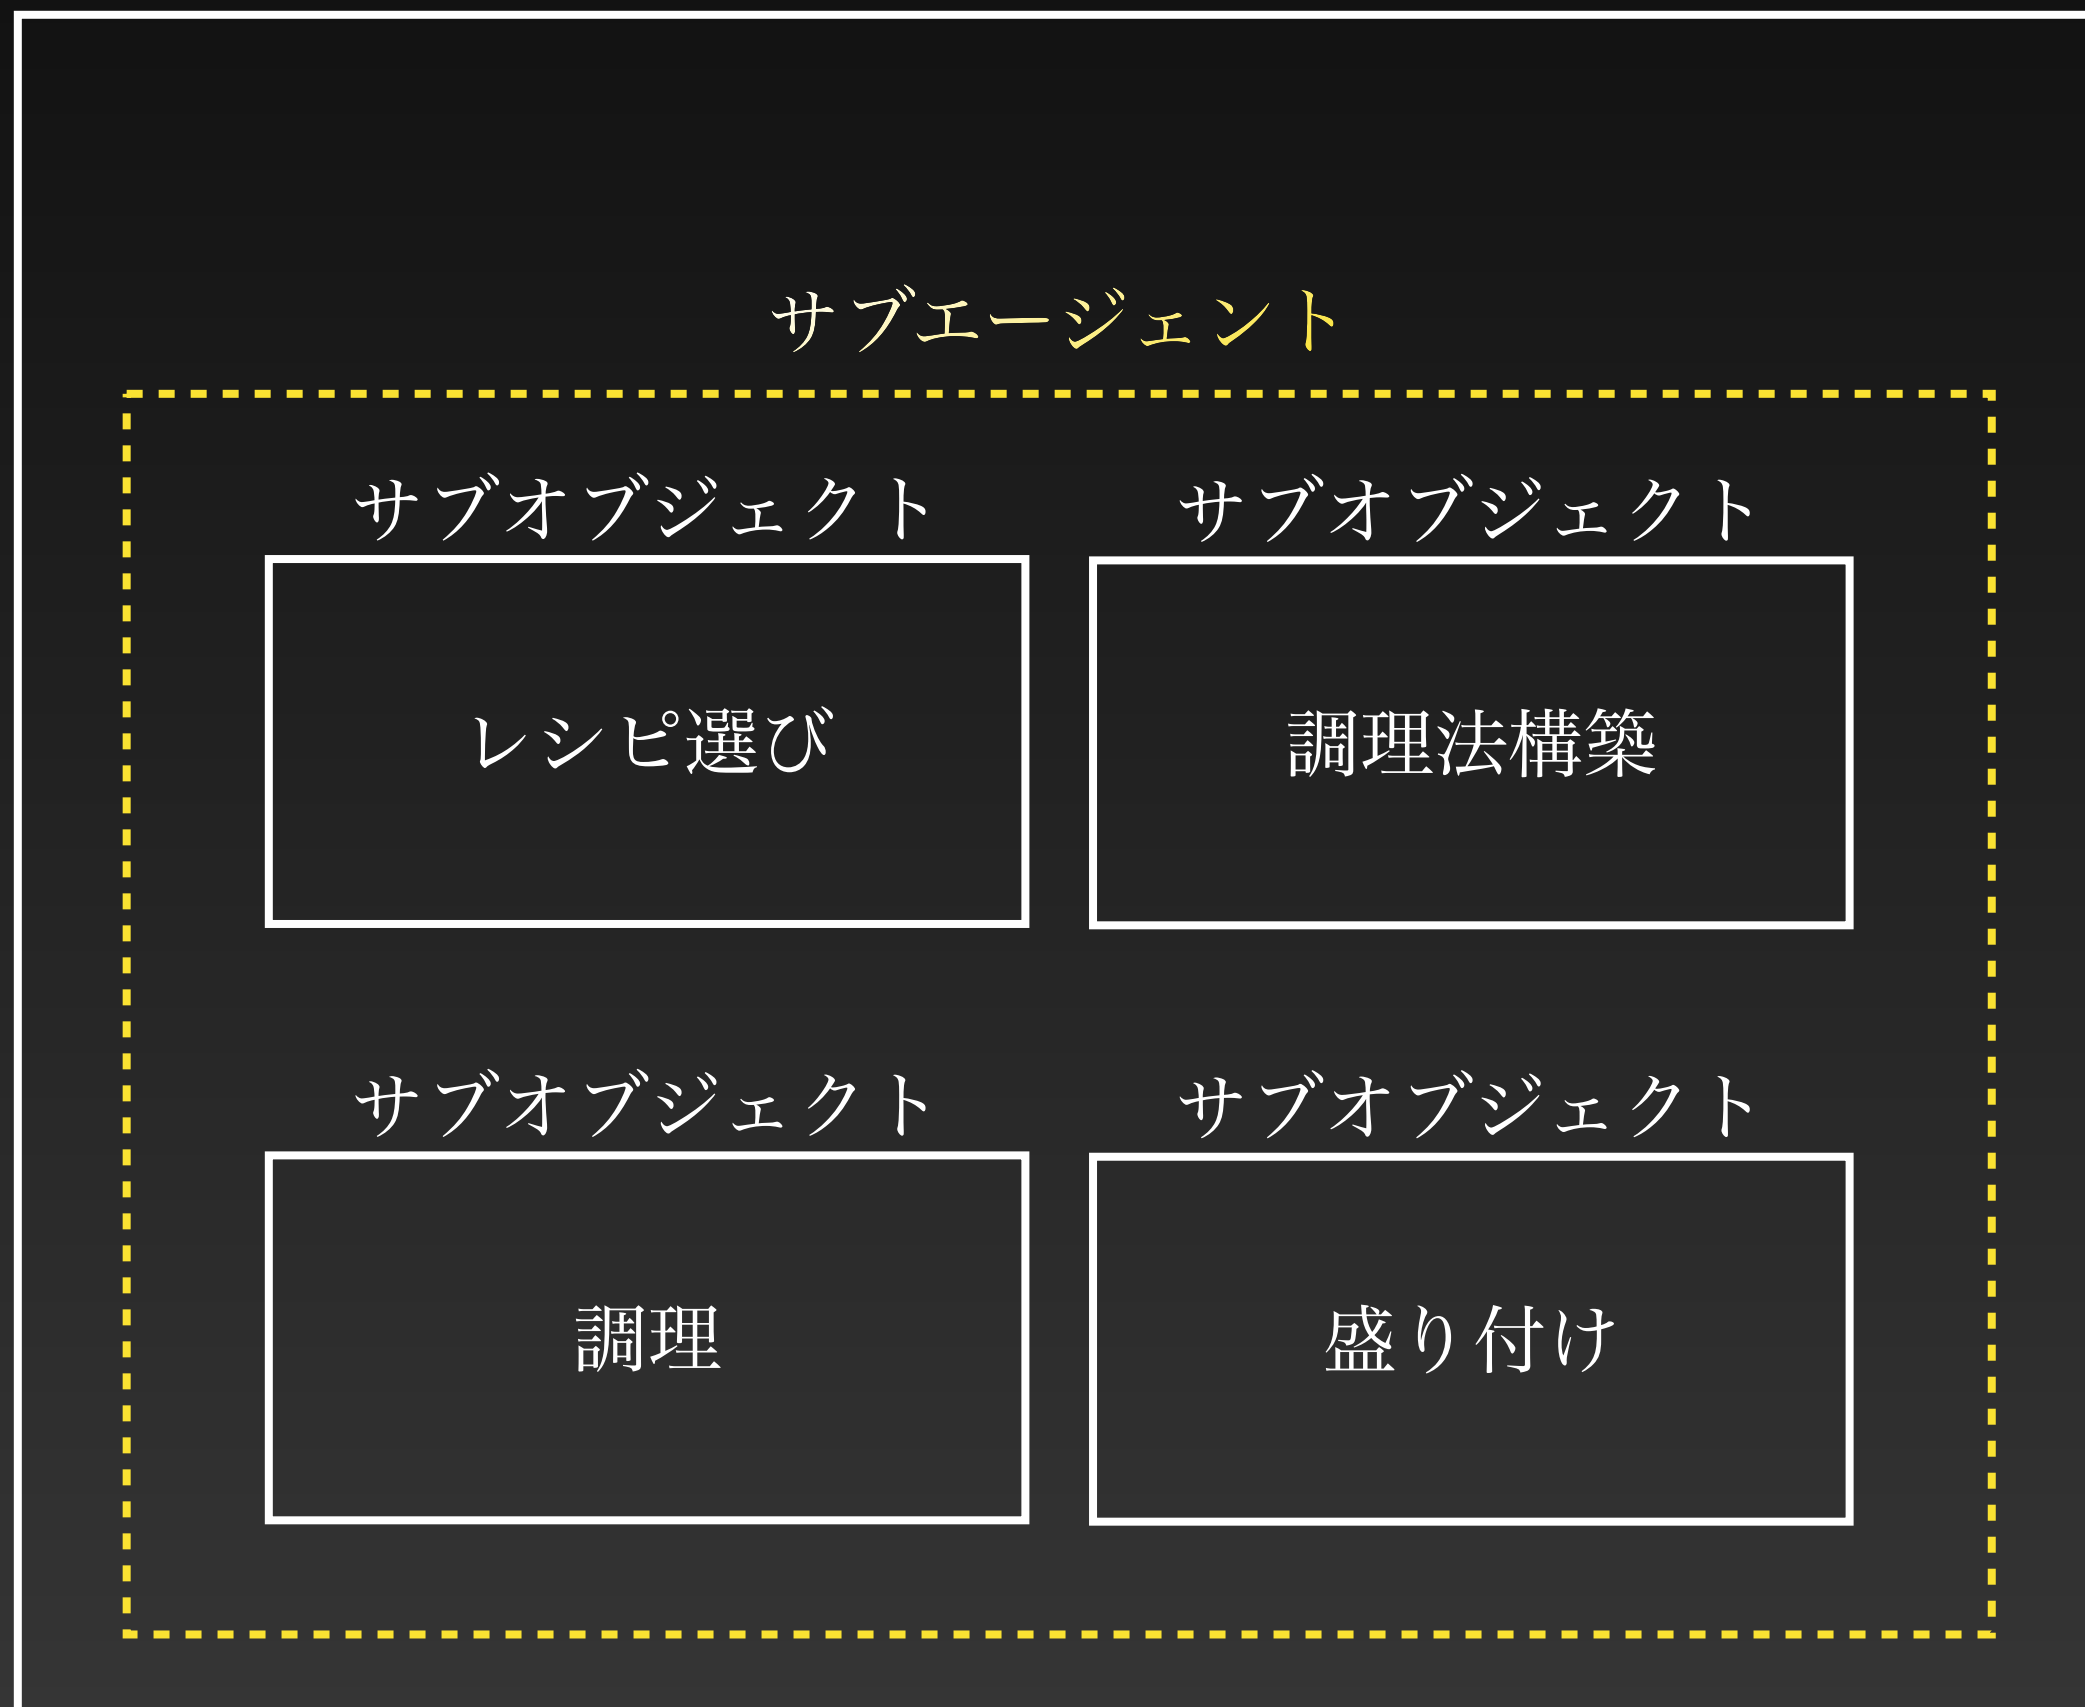 サブエージェント
サブオブジェクト
サブオブジェクト
レシピ選び
調理法構築
サブオブジェクト
サブオブジェクト
調理
盛り付け